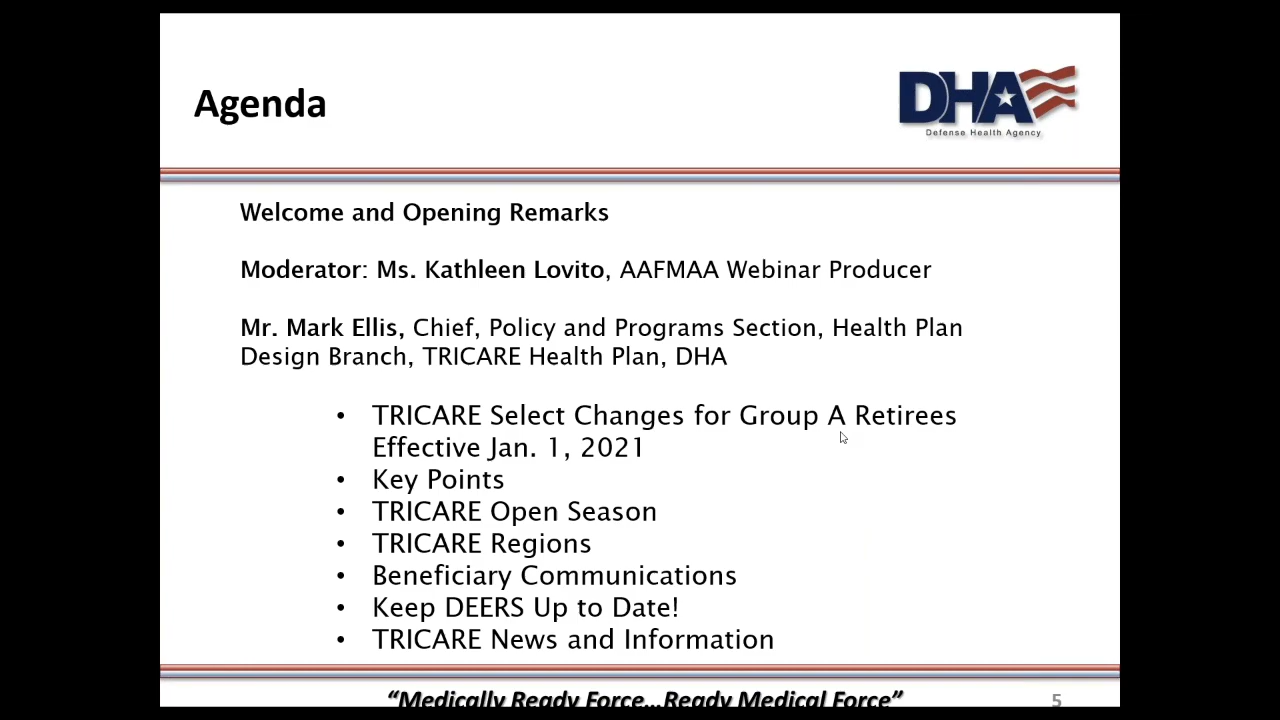 Agenda
DHA
Defense Health Agency
Welcome and Opening Remarks
Moderator: Ms. Kathleen Lovito, AAFMAA Webinar Producer
Mr. Mark Ellis, Chief, Policy and Programs Section, Health Plan
Design Branch, TRICARE Health Plan, DHA
• TRICARE Select Changes for Group A Retirees
Effective Jan. 1, 2021
• Key Points
• TRICARE Open Season
• TRICARE Regions
• Beneficiary Communications
• Keep DEERS Up to Date!
• TRICARE News and Information
“Medically Ready Force…Ready Medical Force”
5